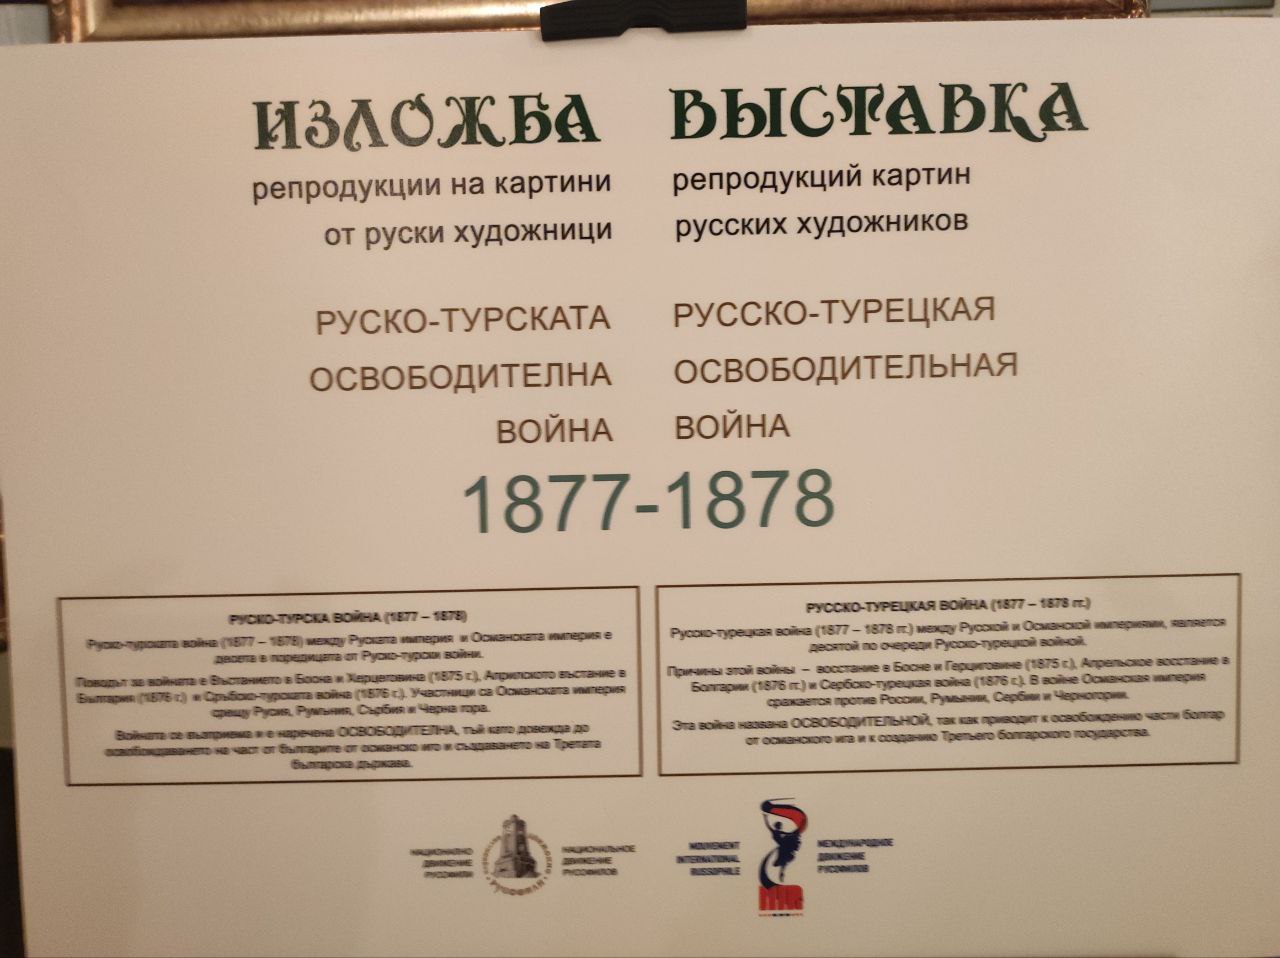 ИЗЛОЖБА
репродукции на картини
от руски художници
РУСКО-ТУРСКАТА
ОСВОБОДИТЕЛНА
ВОЙНА
ВЫСТАВКА
репродукций картин
русских художников
РУССКО-ТУРЕЦКАЯ
ОСВОБОДИТЕЛЬНАЯ
ВОЙНА
1877-1878
РУСКО-ТУРСКА ВОЙНА (1877 – 1878)
Руско-турската война (1877 – 1878) между Руската империя и Османската империя е
десета в поредицата от Руско-турски войни.
Поводът за войната е Въстанието в Босна и Херцеговина (1875 г.), Априлското въстание в
България (1876 г.) и Сръбско-турската война (1876 г.). Участници са Османската империя
срещу Русия, Румъния, Сърбия и Черна гора.
Войната се възприема и е наречена ОСВОБОДИТЕЛНА, тъй като довежда до
освобождаването на част от българите от османско иго и създаването на Третата
българска държава.
РУССКО-ТУРЕЦКАЯ ВОЙНА (1877 – 1878 гг.)
Русско-турецкая война (1877 – 1878 гг.) между Русской и Османской империями, является
десятой по очереди Русско-турецкой войной.
Причины этой войны – восстание в Босне и Герциговине (1875 г.), Апрельское восстание в
Болгарии (1876 гг.) и Сербско-турецкая война (1876 г.). В войне Османская империя
сражается против России, Румынии, Сербии и Черногории.
Эта война названа ОСВОБОДИТЕЛЬНОЙ, так как приводит к освобождению части болгар
от османского ига и к созданию Третьего болгарского государства.
НАЦИОНАЛНО
ДВИЖЕНИЕ
РУСОФИЛИ
РУСОФИЛИ
НАЦИОНАЛЬНОЕ
ДВИЖЕНИЕ
РУСОФИЛОВ
MOUVEMENT
INTERNATIONAL
RUSSOPHILE
МЕЖДУНАРОДНОЕ
ДВИЖЕНИЕ
РУСОФИЛОВ